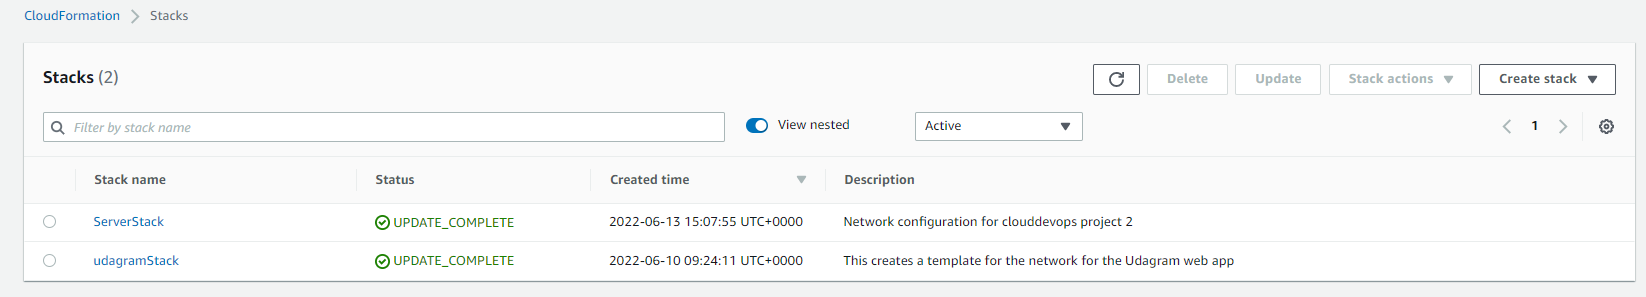 CloudFormation > Stacks
Stacks (2)
Delete
Update
Stack actions
Create stack
Filter by stack name
View nested
Active
1
Stack name Status Created time Description
ServerStack UPDATE_COMPLETE 2022-06-13 15:07:55 UTC+0000 Network configuration for clouddevops project 2
udagramStack UPDATE_COMPLETE 2022-06-10 09:24:11 UTC+0000 This creates a template for the network for the Udagram web app